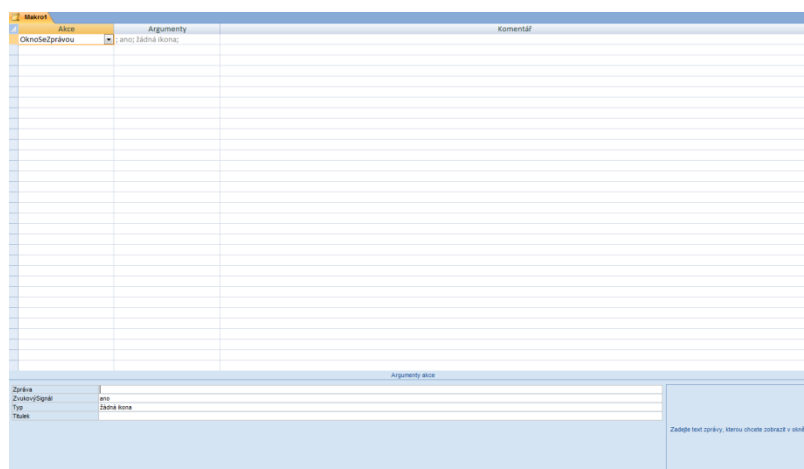 Makro1
Akce Argumenty Komentář
OknoSeZprávou ; ano; žádná ikona;
Argumenty akce
Zpráva
ZvukovýSignál ano
Typ žádná ikona
Titulek
Zadejte text zprávy, kterou chcete zobrazit v okně